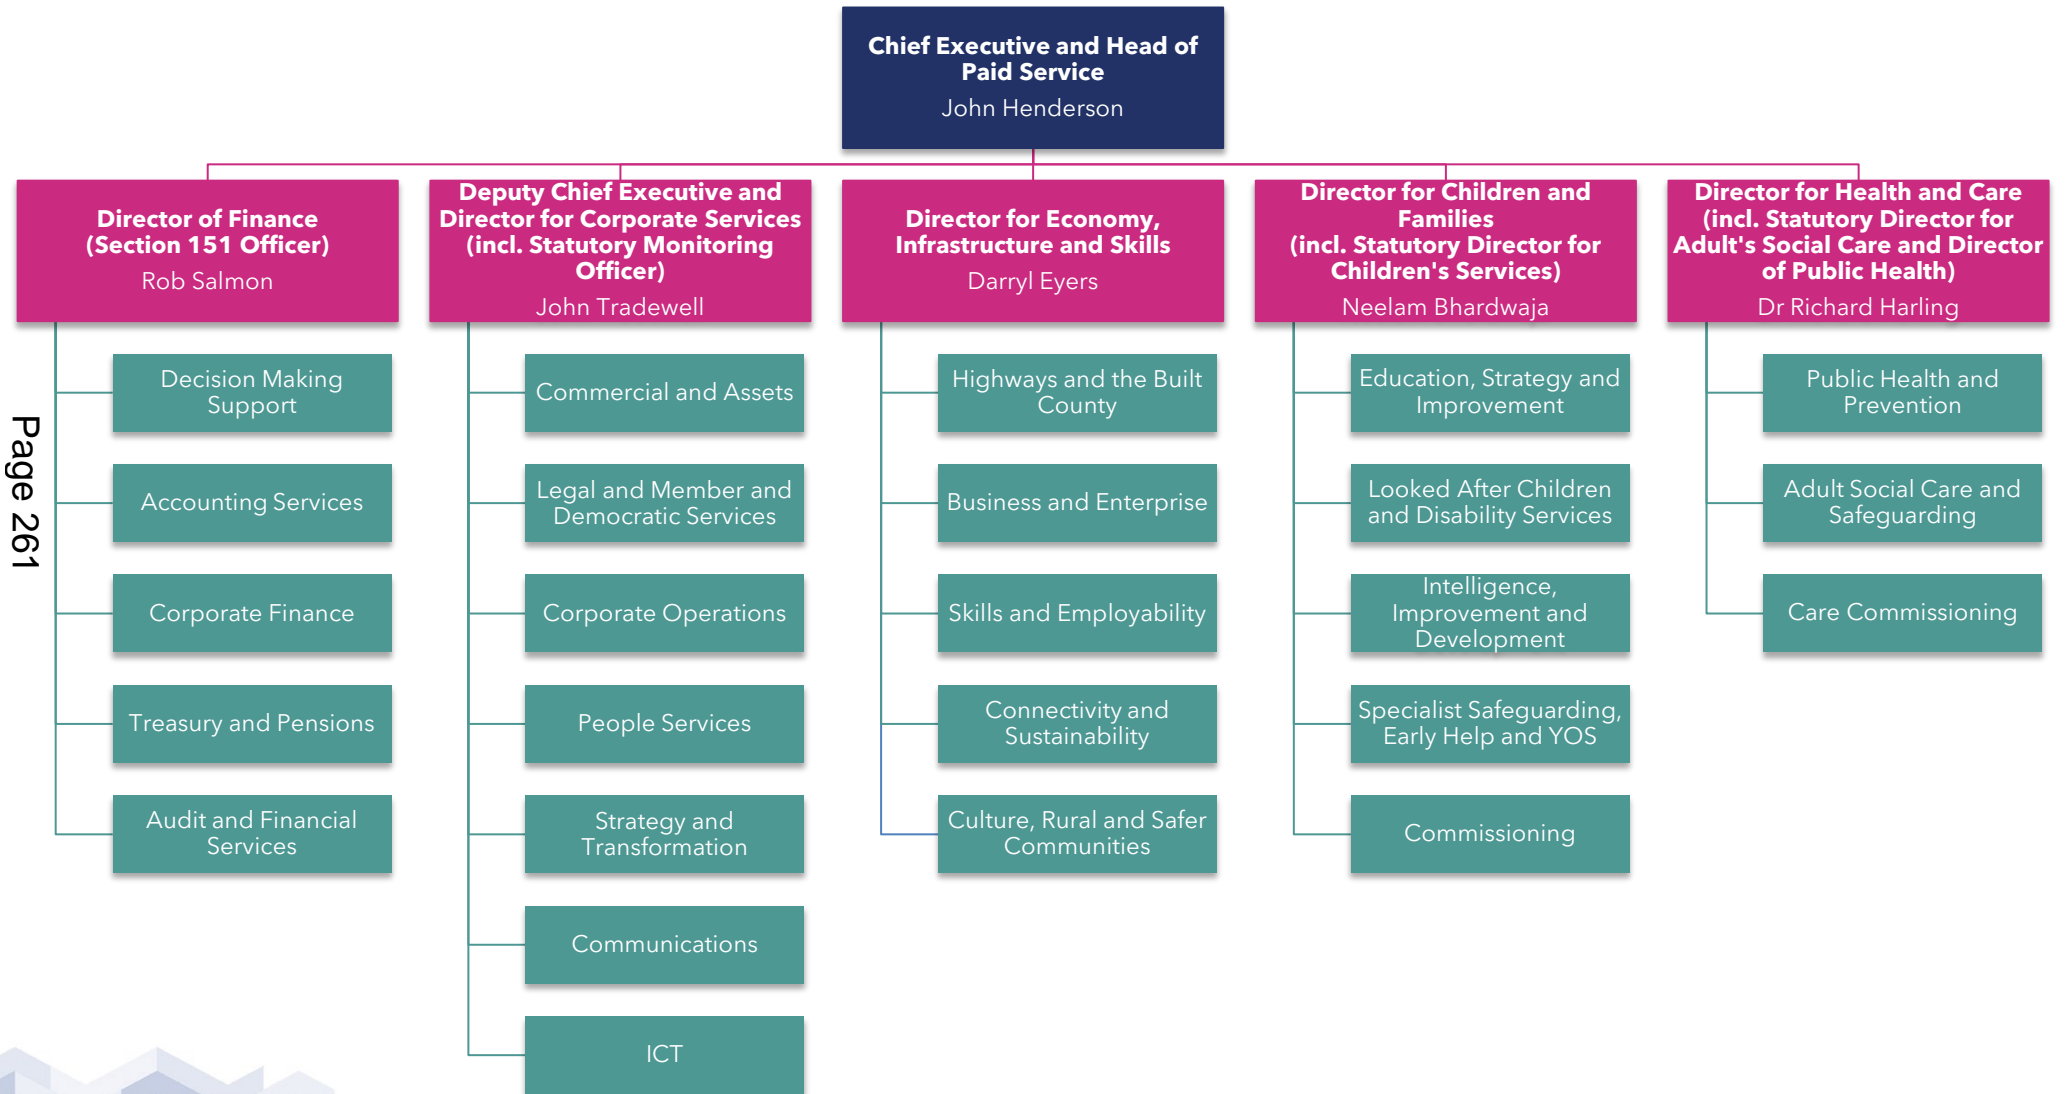 Chief Executive and Head of
Paid Service
John Henderson
Director of Finance
(Section 151 Officer)
Rob Salmon
Decision Making
Support
Accounting Services
Corporate Finance
Treasury and Pensions
Audit and Financial
Services
Deputy Chief Executive and
Director for Corporate Services
(incl. Statutory Monitoring
Officer)
John Tradewell
Commercial and Assets
Legal and Member and
Democratic Services
Corporate Operations
People Services
Strategy and
Transformation
Communications
ICT
Director for Economy,
Infrastructure and Skills
Darryl Eyers
Highways and the Built
County
Business and Enterprise
Skills and Employability
Connectivity and
Sustainability
Culture, Rural and Safer
Communities
Director for Children and
Families
(incl. Statutory Director for
Children's Services)
Neelam Bhardwaja
Education, Strategy and
Improvement
Looked After Children
and Disability Services
Intelligence,
Improvement and
Development
Specialist Safeguarding,
Early Help and YOS
Commissioning
Director for Health and Care
(incl. Statutory Director for
Adult's Social Care and Director
of Public Health)
Dr Richard Harling
Public Health and
Prevention
Adult Social Care and
Safeguarding
Care Commissioning
Page 261